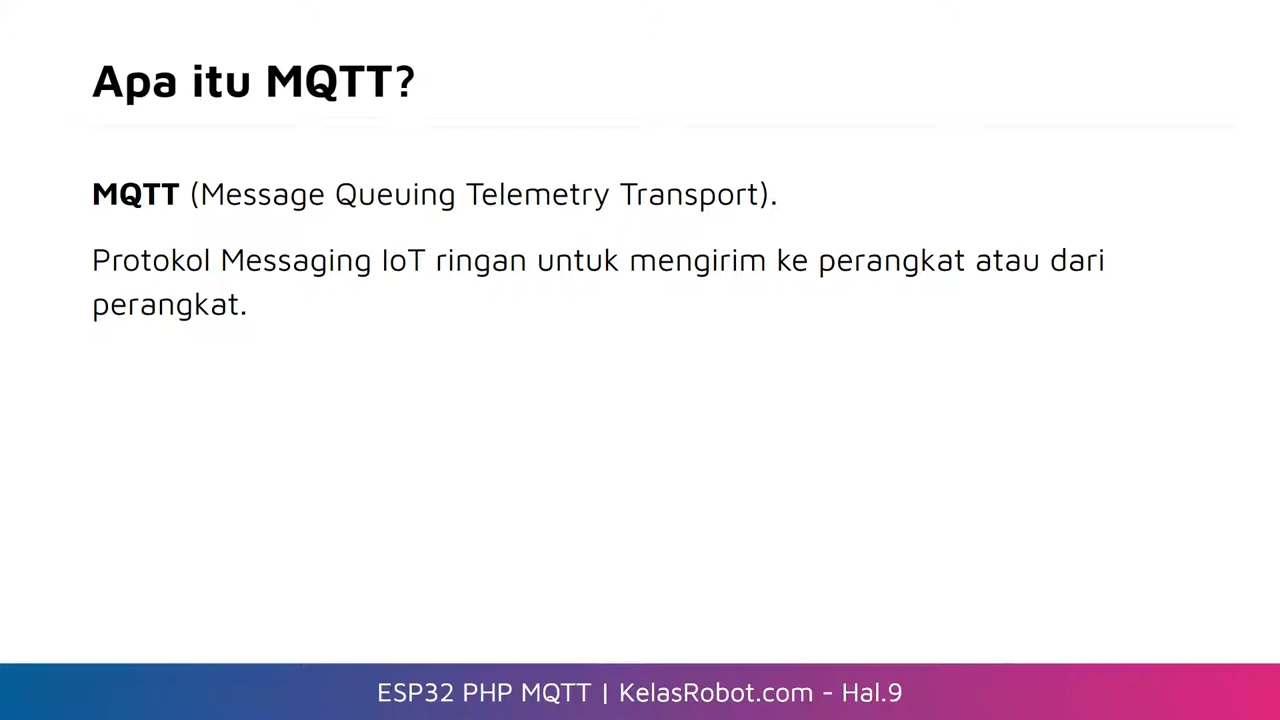 Apa itu MQTT?
MQTT (Message Queuing Telemetry Transport).
Protokol Messaging IoT ringan untuk mengirim ke perangkat atau dari
perangkat.
ESP32 PHP MQTT | KelasRobot.com - Hal.9